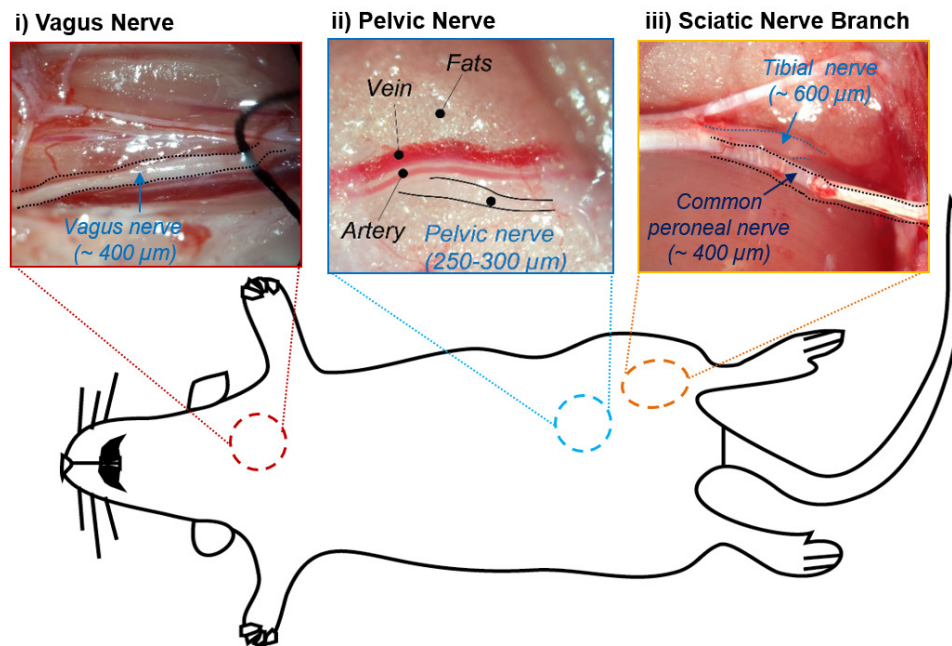 i) Vagus Nerve
Vagus nerve
(~ 400 µm)
ii) Pelvic Nerve
Fats
Vein
Artery
Pelvic nerve
(250-300 µm)
iii) Sciatic Nerve Branch
Tibial nerve
(~ 600 µm)
Common
peroneal nerve
(~ 400 µm)